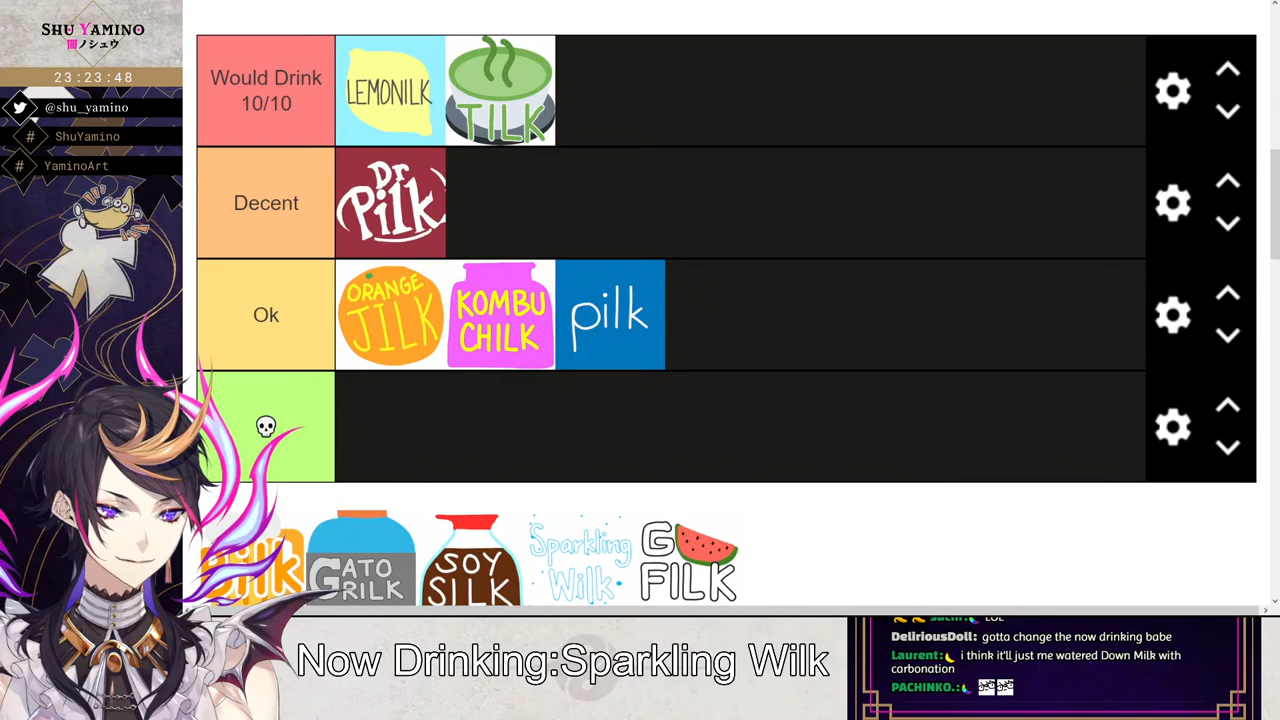 SHU YAMINO
闇ノシュウ
23:23:48
@shu_yamino
# ShuYamino
# YaminoArt
Would Drink
10/10
LEMONILK
TILK
Decent
Dr
Pilk
Ok
ORANGE
JILK
KOMBU
CHILK
pilk
GATO
RILK
SOY
SILK
Sparkling
Wilk
G
FILK
Now Drinking:Sparkling Wilk
sachi: LOL
DeliriousDoll: gotta change the now drinking babe
Laurent: i think it'll just me watered Down Milk with
carbonation
PACHINKO.: